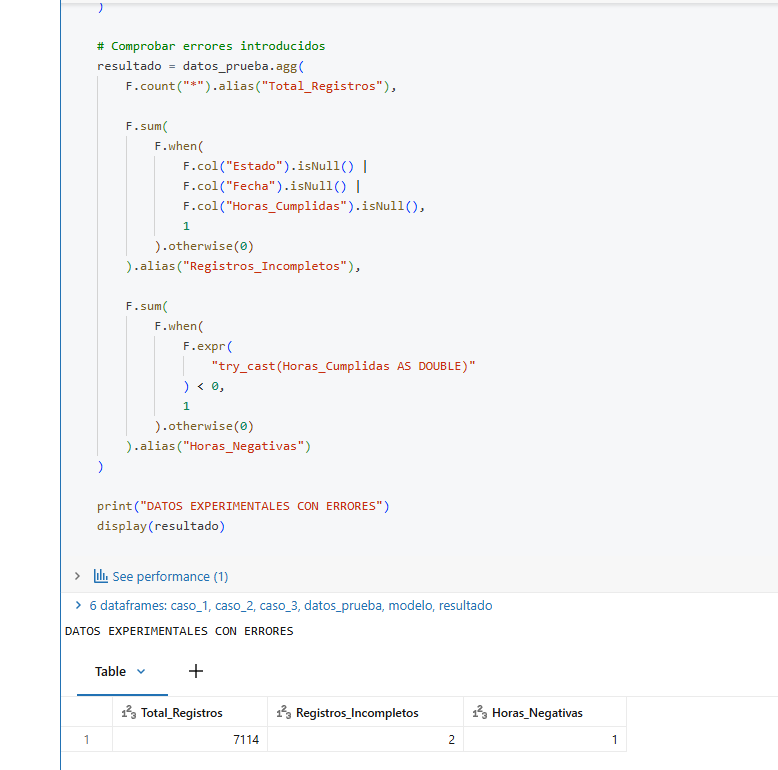 )
# Comprobar errores introducidos
resultado = datos_prueba.agg(
F.count("*").alias("Total_Registros"),
F.sum(
F.when(
F.col("Estado").isNull() |
F.col("Fecha").isNull() |
F.col("Horas_Cumplidas").isNull(),
1
).otherwise(0)
).alias("Registros_Incompletos"),
F.sum(
F.when(
F.expr(
"try_cast(Horas_Cumplidas AS DOUBLE)"
) < 0,
1
).otherwise(0)
).alias("Horas_Negativas")
)
print("DATOS EXPERIMENTALES CON ERRORES")
display(resultado)
See performance (1)
6 dataframes: caso_1, caso_2, caso_3, datos_prueba, modelo, resultado
DATOS EXPERIMENTALES CON ERRORES
Table +
123 Total_Registros 123 Registros_Incompletos 123 Horas_Negativas
1 7114 2 1